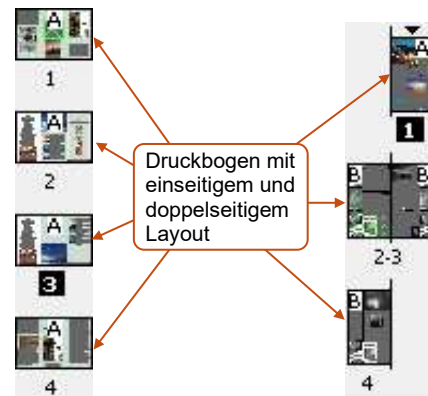 A
1
A
2
A
3
A
4
Druckbogen mit
einseitigem und
doppelseitigem
Layout
A
1
B B
2-3
B
4